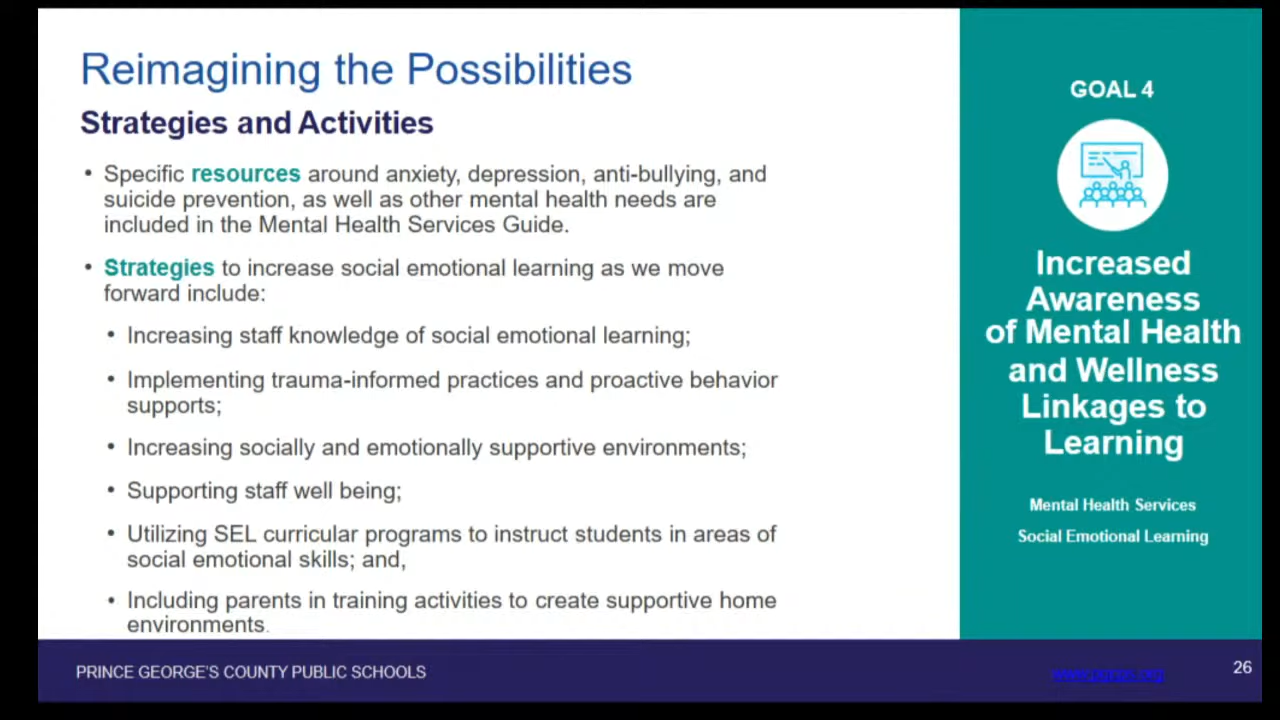 Reimagining the Possibilities
Strategies and Activities
• Specific resources around anxiety, depression, anti-bullying, and
suicide prevention, as well as other mental health needs are
included in the Mental Health Services Guide.
• Strategies to increase social emotional learning as we move
forward include:
• Increasing staff knowledge of social emotional learning;
• Implementing trauma-informed practices and proactive behavior
supports;
• Increasing socially and emotionally supportive environments;
• Supporting staff well being;
• Utilizing SEL curricular programs to instruct students in areas of
social emotional skills; and,
• Including parents in training activities to create supportive home
environments.
GOAL 4
Increased
Awareness
of Mental Health
and Wellness
Linkages to
Learning
Mental Health Services
Social Emotional Learning
PRINCE GEORGE'S COUNTY PUBLIC SCHOOLS
26